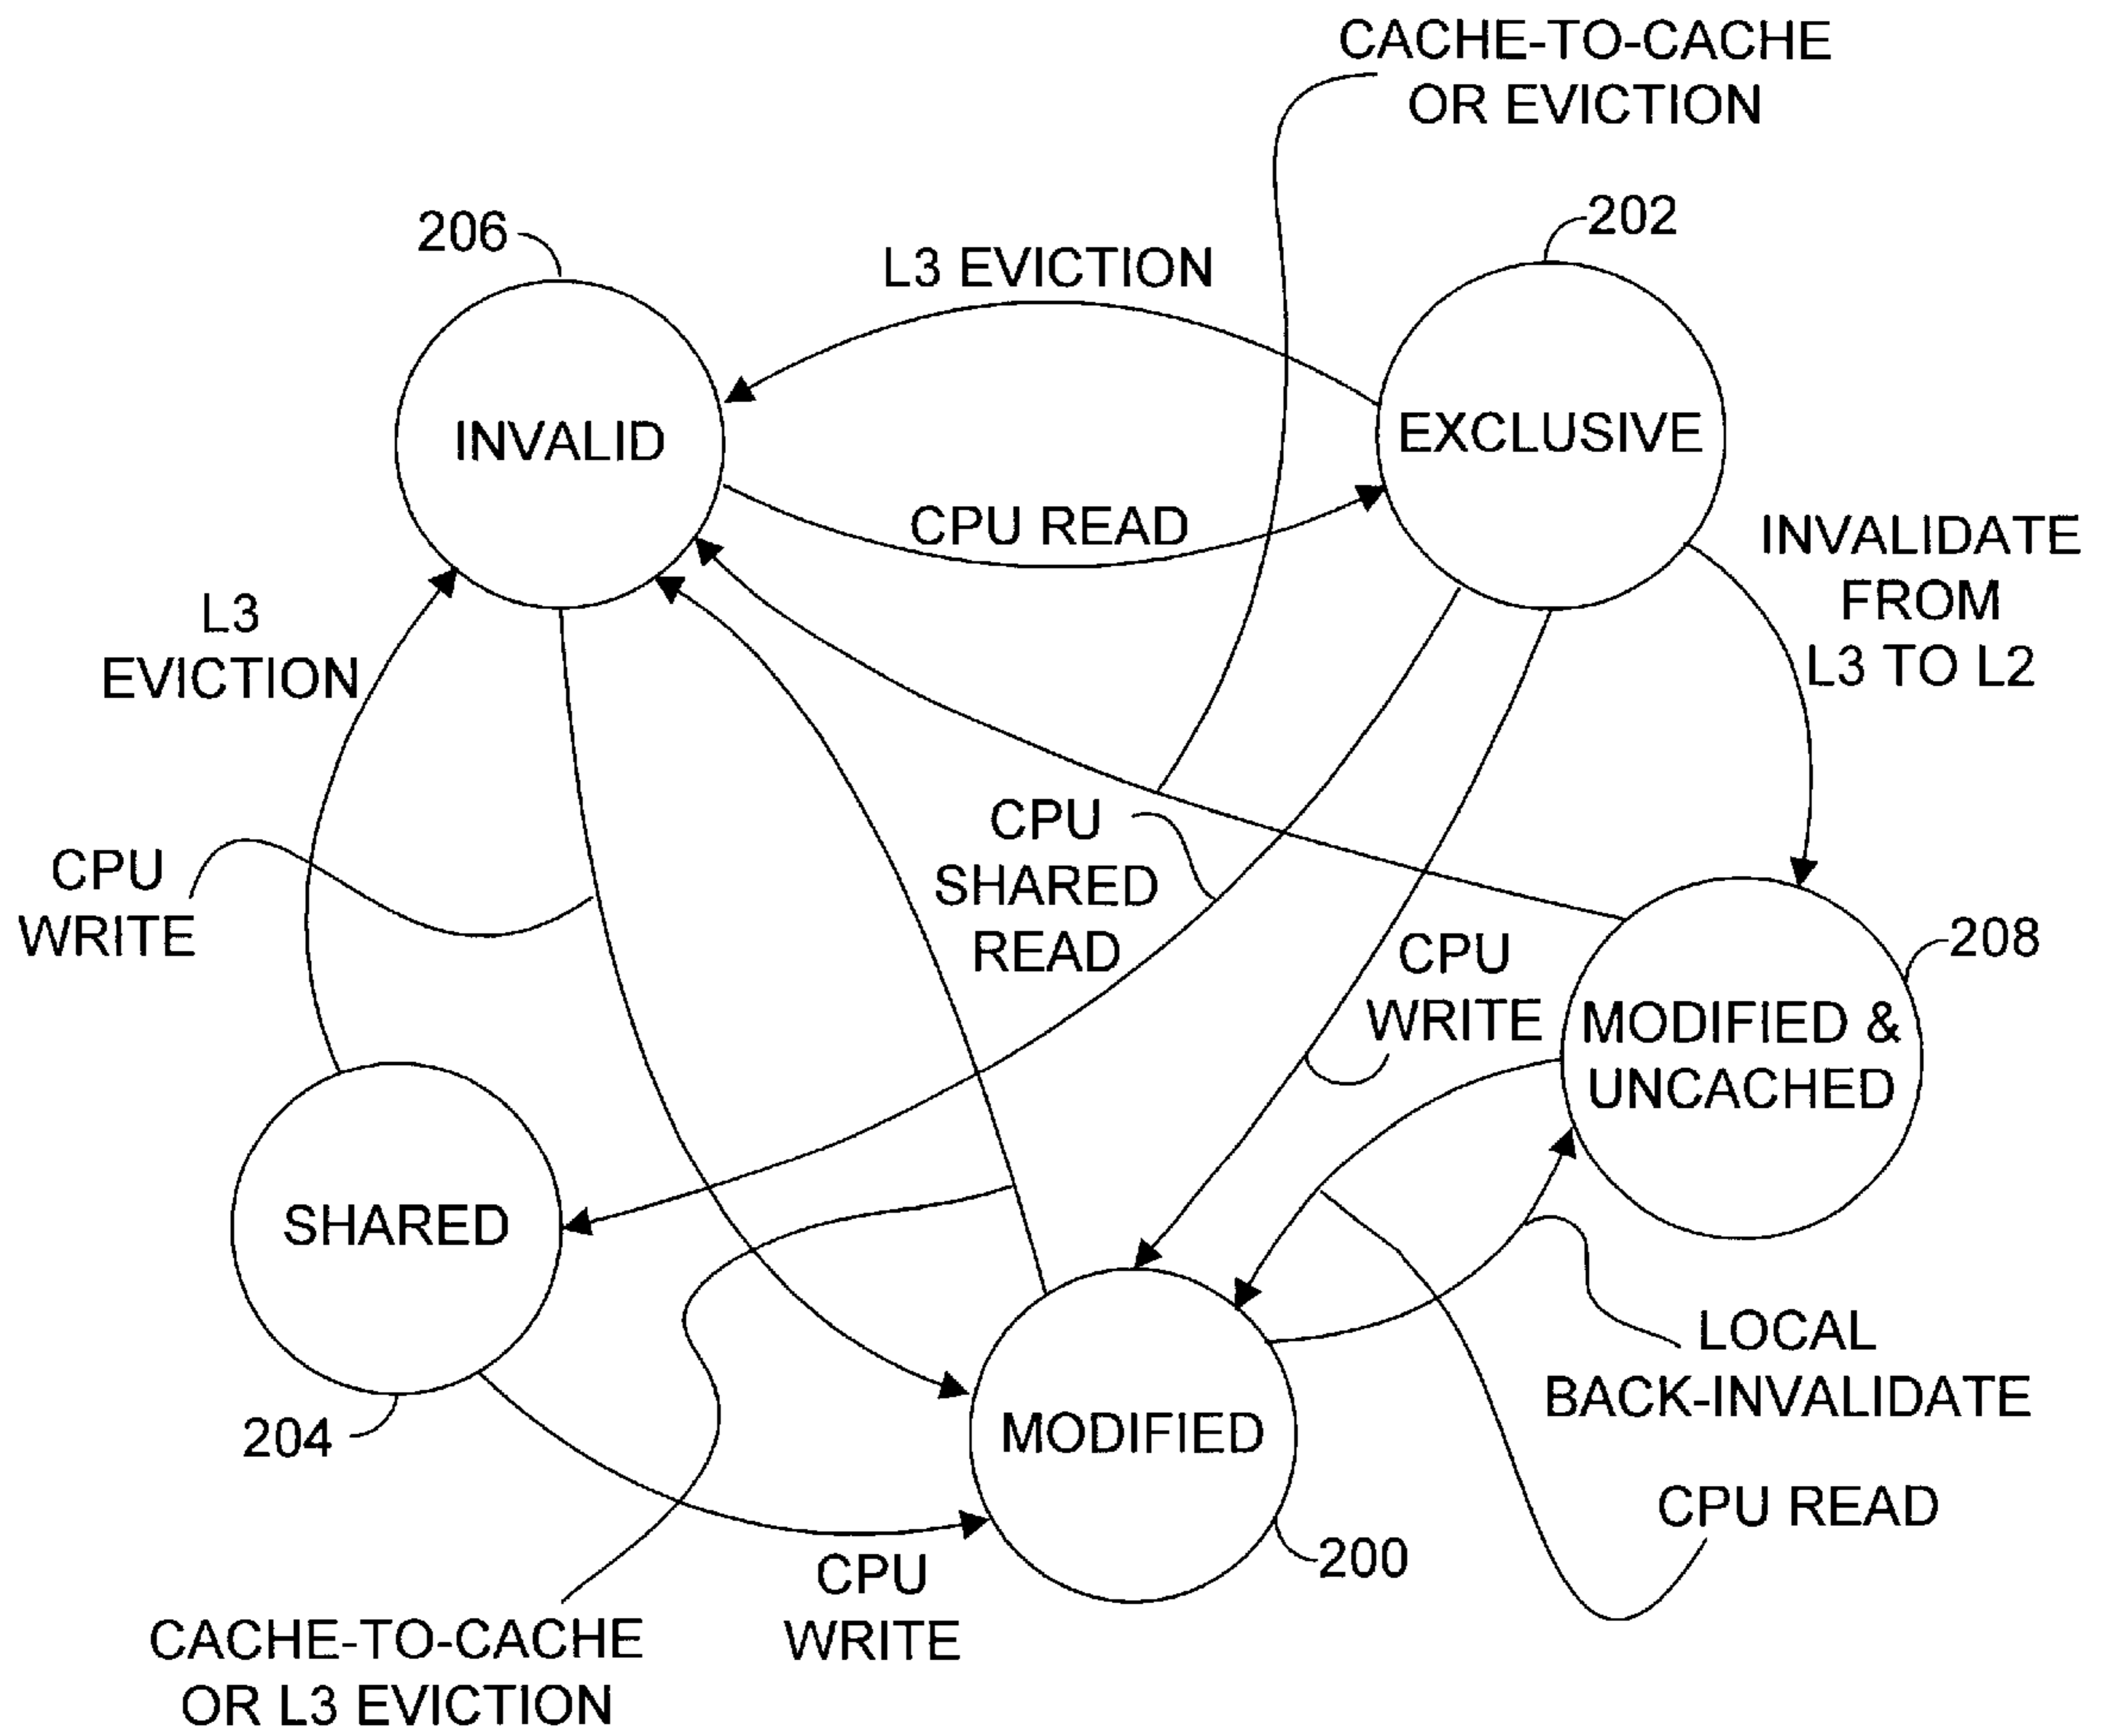 CACHE-TO-CACHE
OR EVICTION
206
202
L3 EVICTION
INVALID
EXCLUSIVE
CPU READ
INVALIDATE
FROM
L3 TO L2
L3
EVICTION
CPU
SHARED
READ
CPU
WRITE
CPU
WRITE
208
MODIFIED &
UNCACHED
SHARED
204
MODIFIED
LOCAL
BACK-INVALIDATE
CPU READ
200
CPU
WRITE
CACHE-TO-CACHE
OR L3 EVICTION